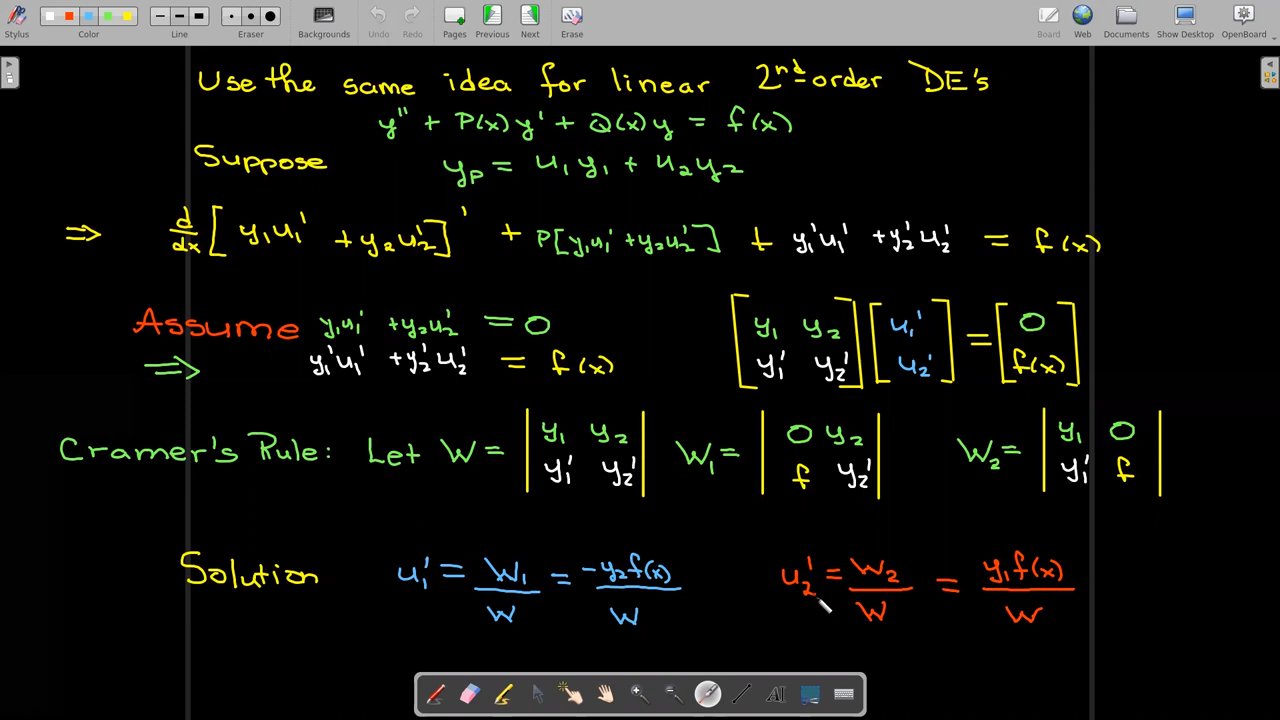 Stylus Color Line Eraser Backgrounds Undo Redo Pages Previous Next Erase Board Web Documents Show Desktop OpenBoard
Use the same idea for linear 2nd order DE's
y" + P(x)y' + Q(x)y = f(x)
Suppose yp = u1y1 + u2y2
⇒ d/dx[y1u1' + y2u2']' + P[y1u1' + y2u2'] + y1'u1' + y2'u2' = f(x)
Assume y1u1' + y2u2' = 0
⇒ y1'u1' + y2'u2' = f(x)
[y1 y2; y1' y2'] [u1'; u2'] = [0; f(x)]
Cramer's Rule: Let W = |y1 y2; y1' y2'| W1 = |0 y2; f y2'| W2 = |y1 0; y1' f|
Solution u1' = W1/W = -y2f(x)/W u2' = W2/W = y1f(x)/W
AI